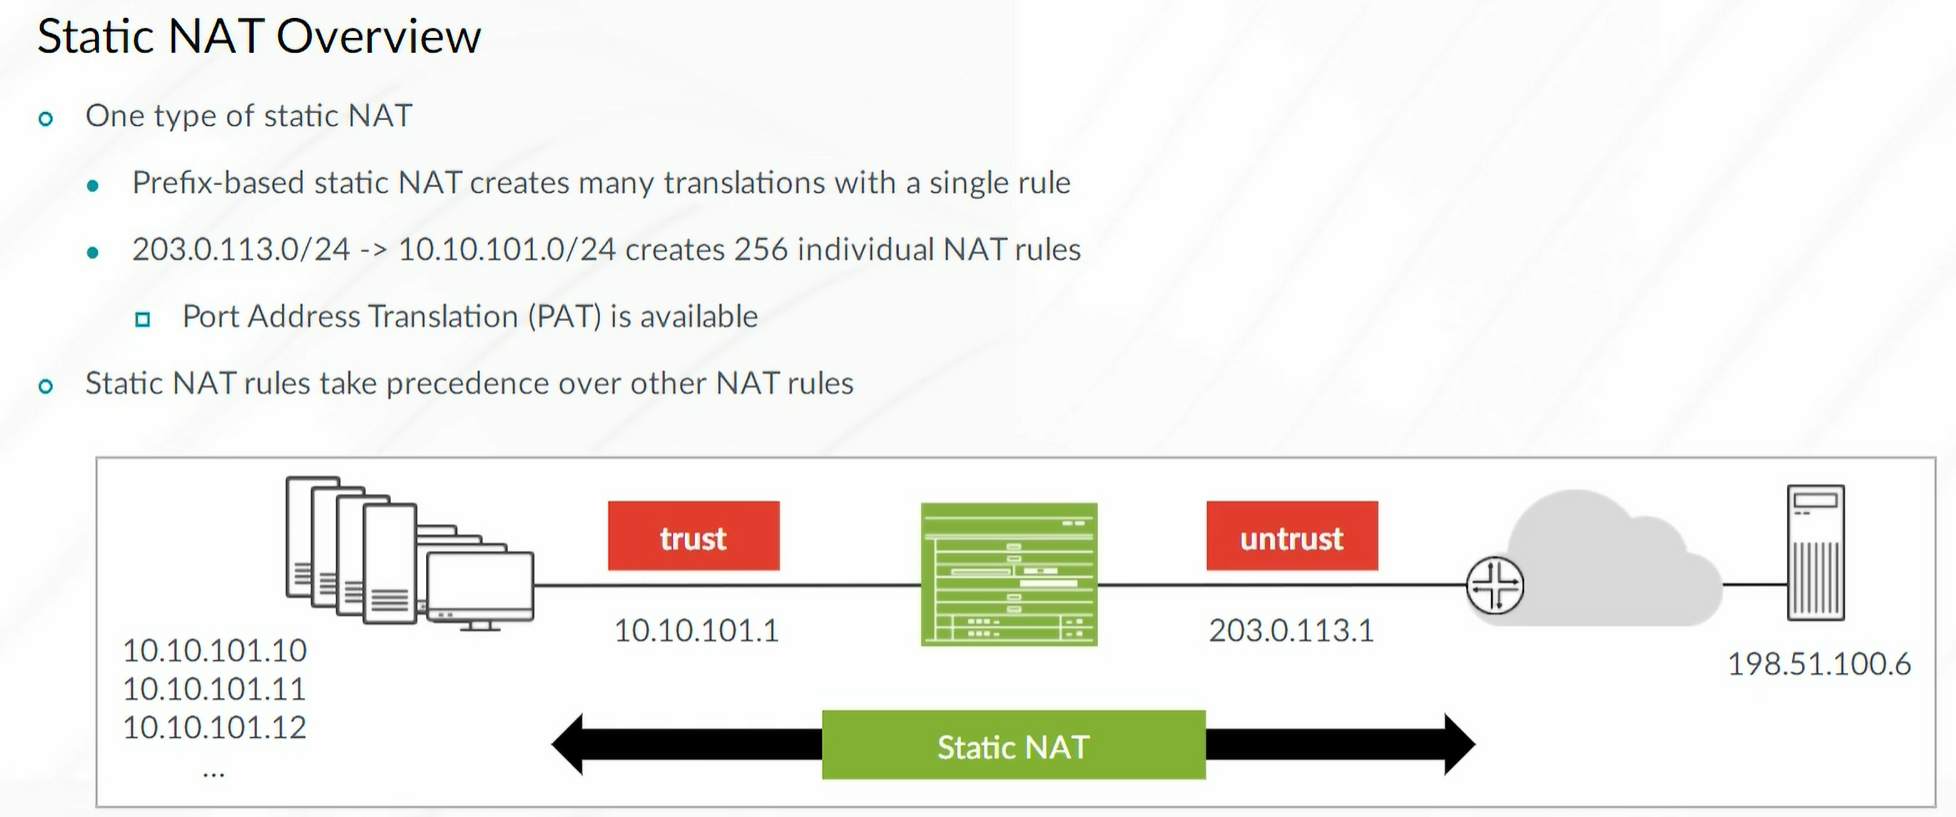 Static NAT Overview
One type of static NAT
Prefix-based static NAT creates many translations with a single rule
203.0.113.0/24 -> 10.10.101.0/24 creates 256 individual NAT rules
Port Address Translation (PAT) is available
Static NAT rules take precedence over other NAT rules
trust
untrust
10.10.101.1
203.0.113.1
10.10.101.10
10.10.101.11
10.10.101.12
...
198.51.100.6
Static NAT